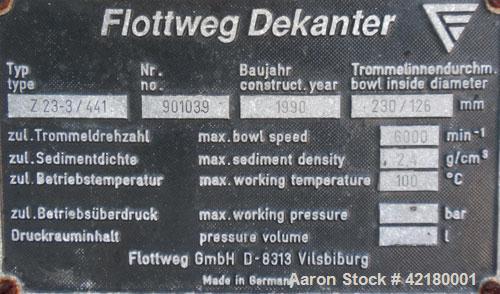 Flottweg Dekanter
Typ Nr. Baujahr Trommelinnendurchm.
type no. construct. year bowl inside diameter
Z 23-3/441 901039 1990 230/126 mm
zul. Trommeldrehzahl max. bowl speed 6000 min⁻¹
zul. Sedimentdichte max. sediment density 2,4 g/cm³
zul. Betriebstemperatur max. working temperature 100 °C
zul. Betriebsüberdruck max. working pressure bar
Druckrauminhalt pressure volume l
Flottweg GmbH D-8313 Vilsbiburg
Made in Germany
Aaron Stock # 42180001